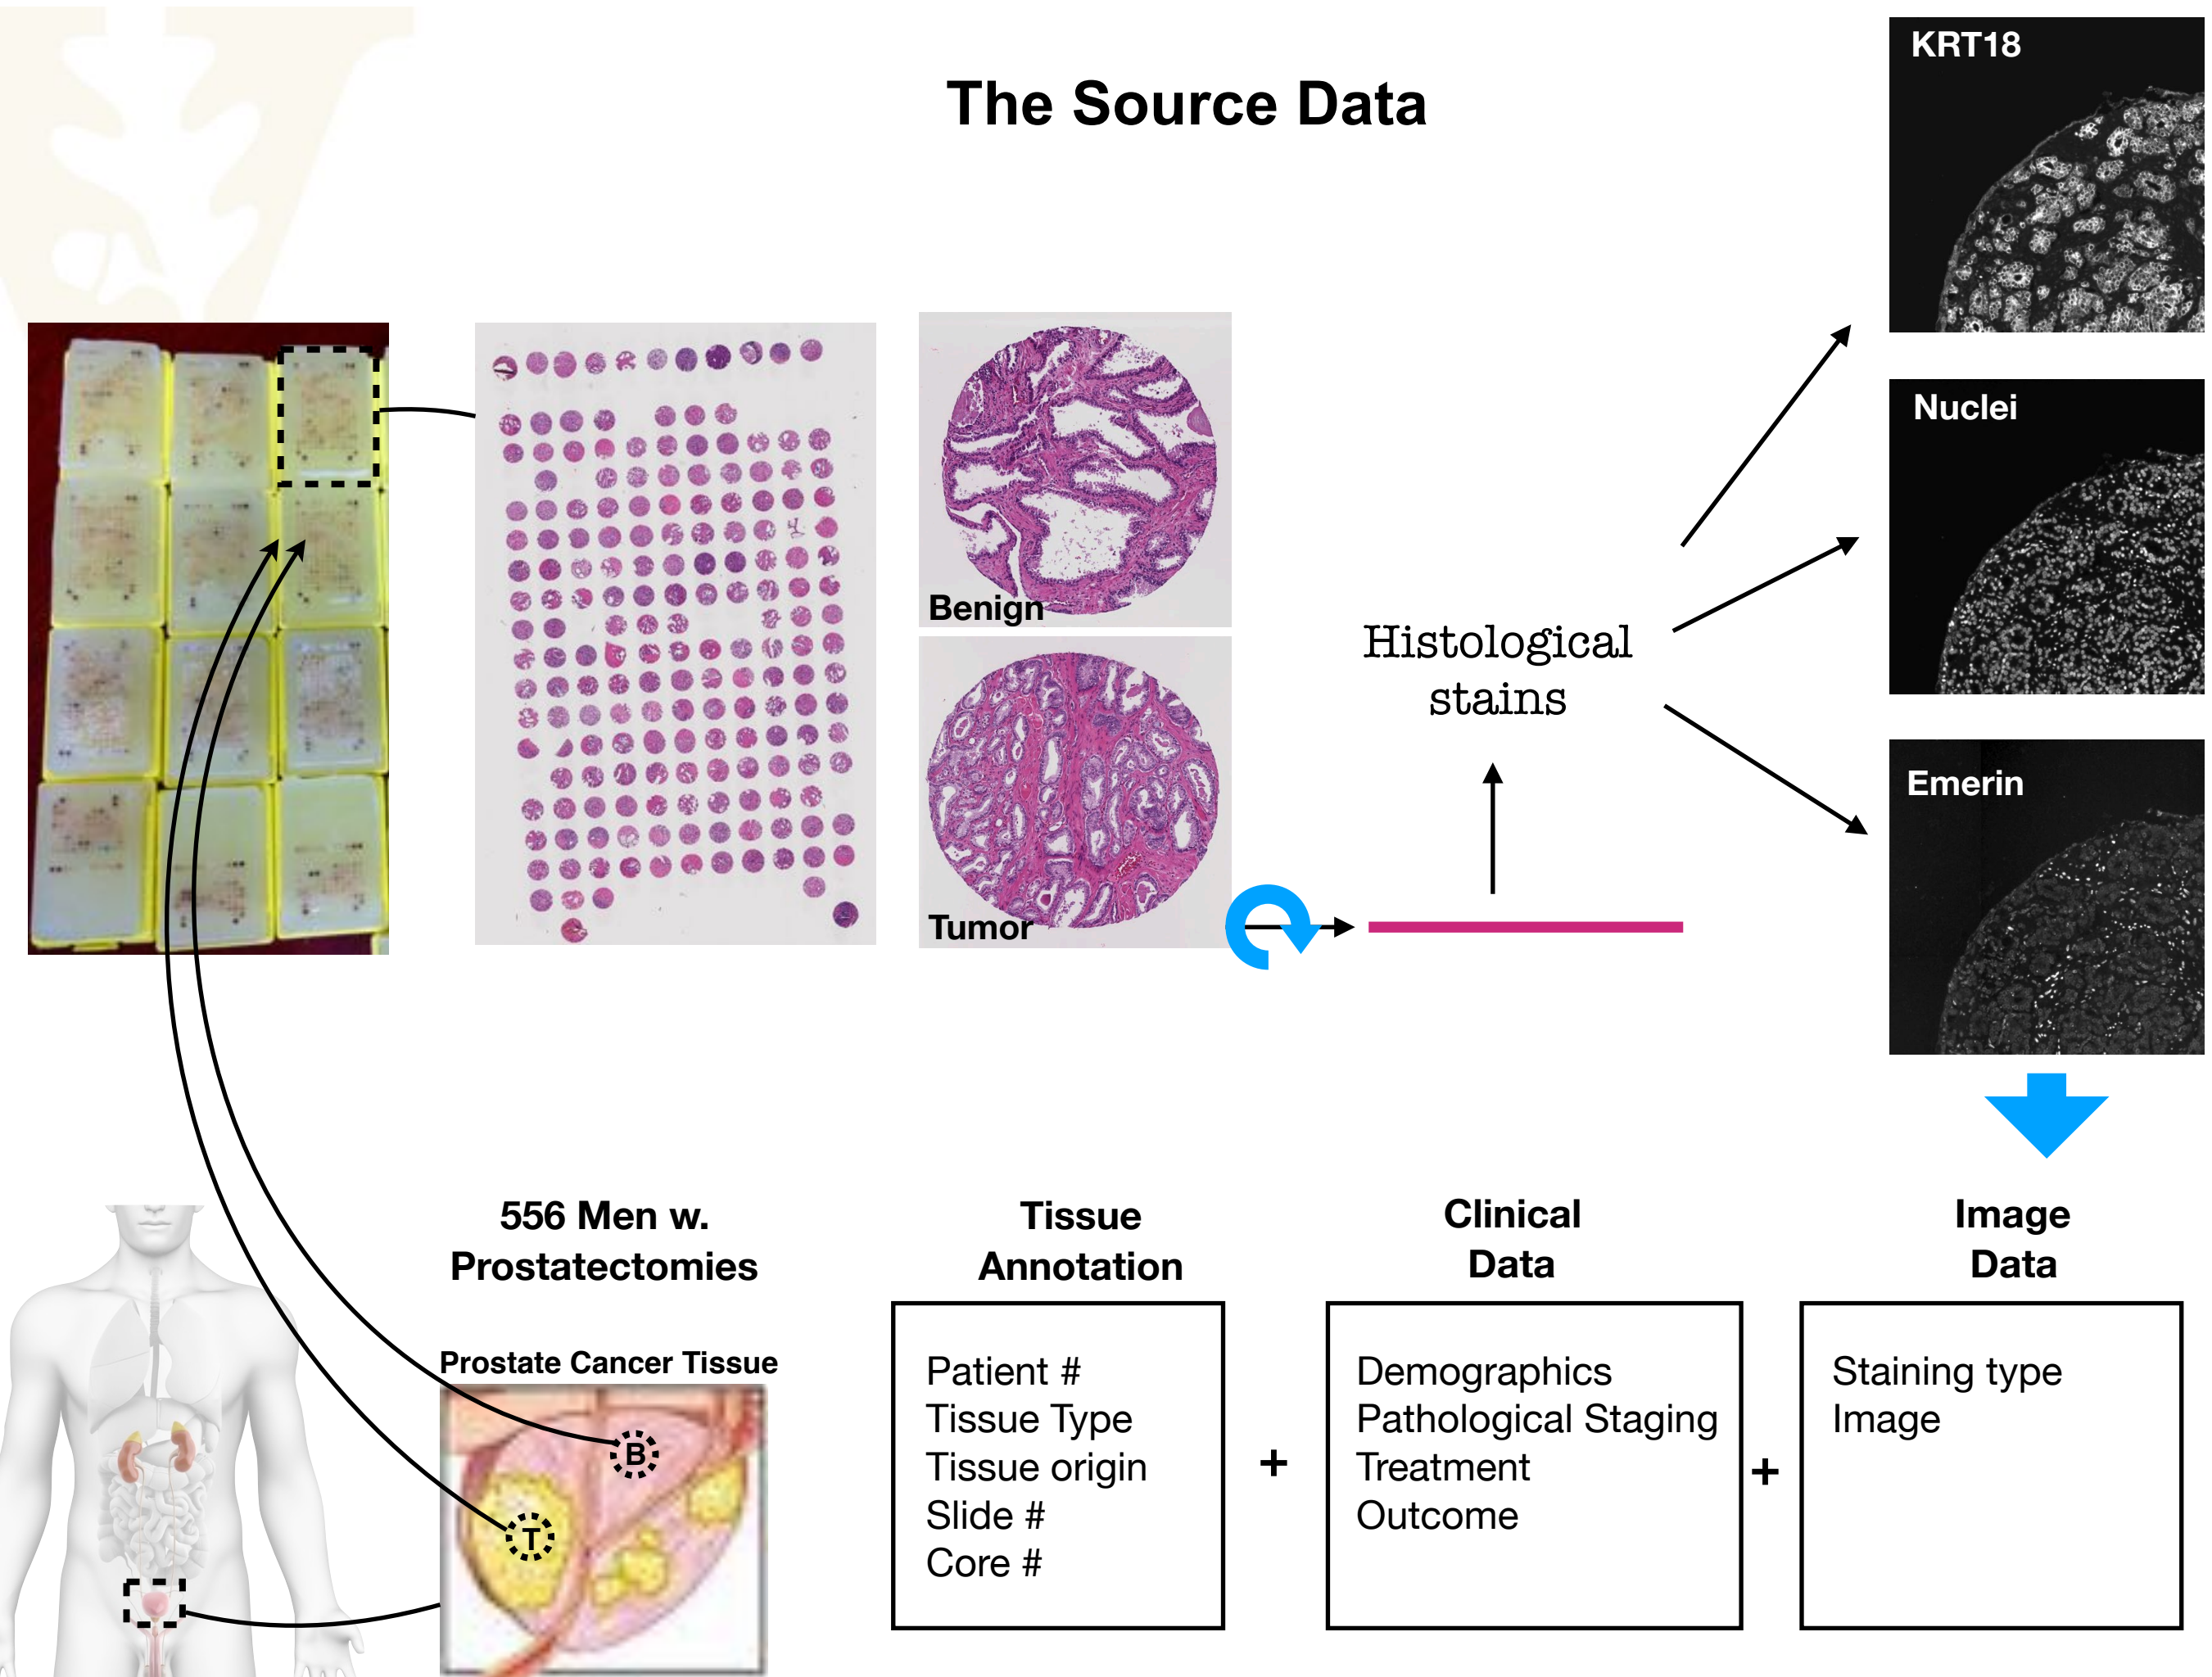 The Source Data
KRT18
Nuclei
Emerin
Benign
Tumor
Histological
stains
556 Men w.
Prostatectomies
Prostate Cancer Tissue
B
T
Tissue
Annotation
Patient #
Tissue Type
Tissue origin
Slide #
Core #
+
Clinical
Data
Demographics
Pathological Staging
Treatment
Outcome
+
Image
Data
Staining type
Image